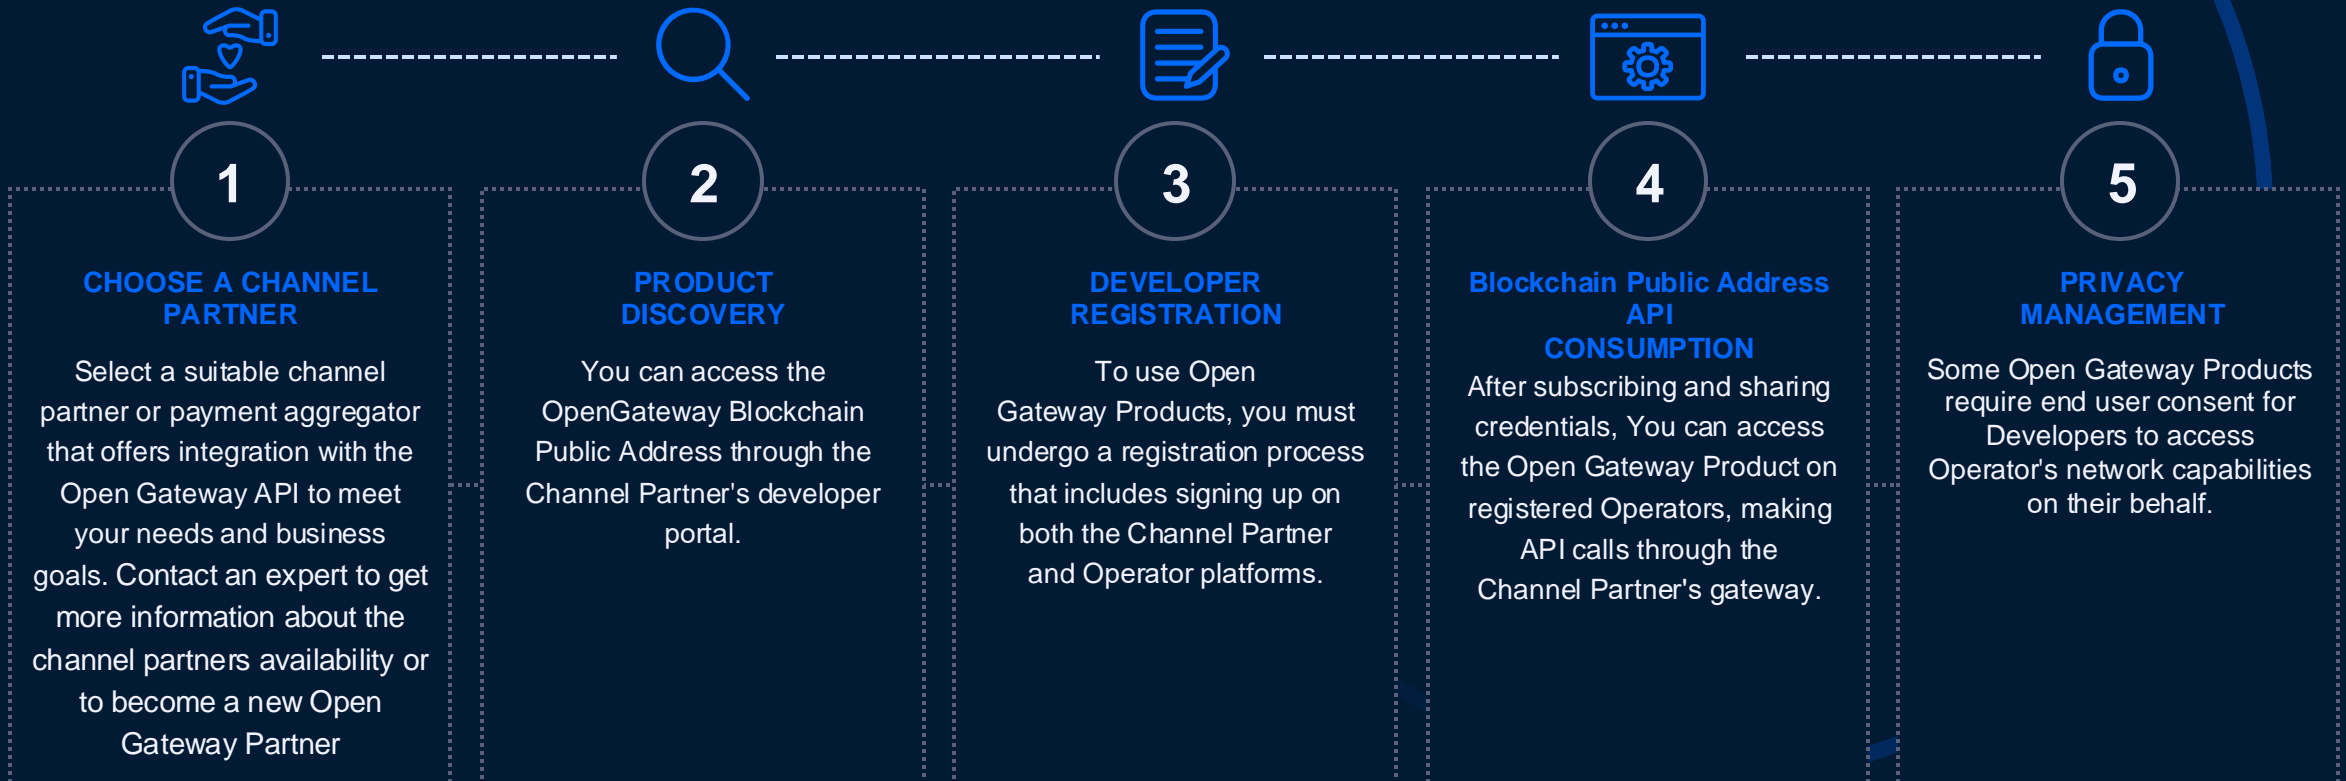 1
CHOOSE A CHANNEL
PARTNER
Select a suitable channel
partner or payment aggregator
that offers integration with the
Open Gateway API to meet
your needs and business
goals. Contact an expert to get
more information about the
channel partners availability or
to become a new Open
Gateway Partner
2
PRODUCT
DISCOVERY
You can access the
OpenGateway Blockchain
Public Address through the
Channel Partner's developer
portal.
3
DEVELOPER
REGISTRATION
To use Open
Gateway Products, you must
undergo a registration process
that includes signing up on
both the Channel Partner
and Operator platforms.
4
Blockchain Public Address
API
CONSUMPTION
After subscribing and sharing
credentials, You can access
the Open Gateway Product on
registered Operators, making
API calls through the
Channel Partner's gateway.
5
PRIVACY
MANAGEMENT
Some Open Gateway Products
require end user consent for
Developers to access
Operator's network capabilities
on their behalf.